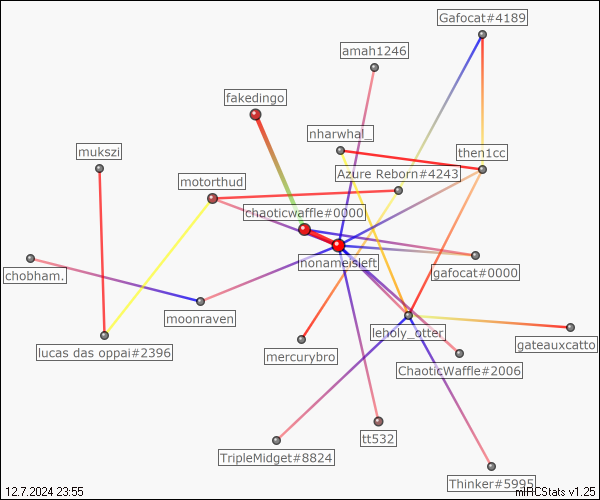 Gafocat#4189
amah1246
fakedingo
nharwhal_
mukszi
then1cc
Azure Reborn#4243
motorthud
chaoticwaffle#0000
nonameisleft
gafocat#0000
chobham.
moonraven
leholy_otter
gateauxcatto
lucas das oppai#2396
mercurybro
ChaoticWaffle#2006
tt532
TripleMidget#8824
Thinker#5995
12.7.2024 23:55
mIRCStats v1.25